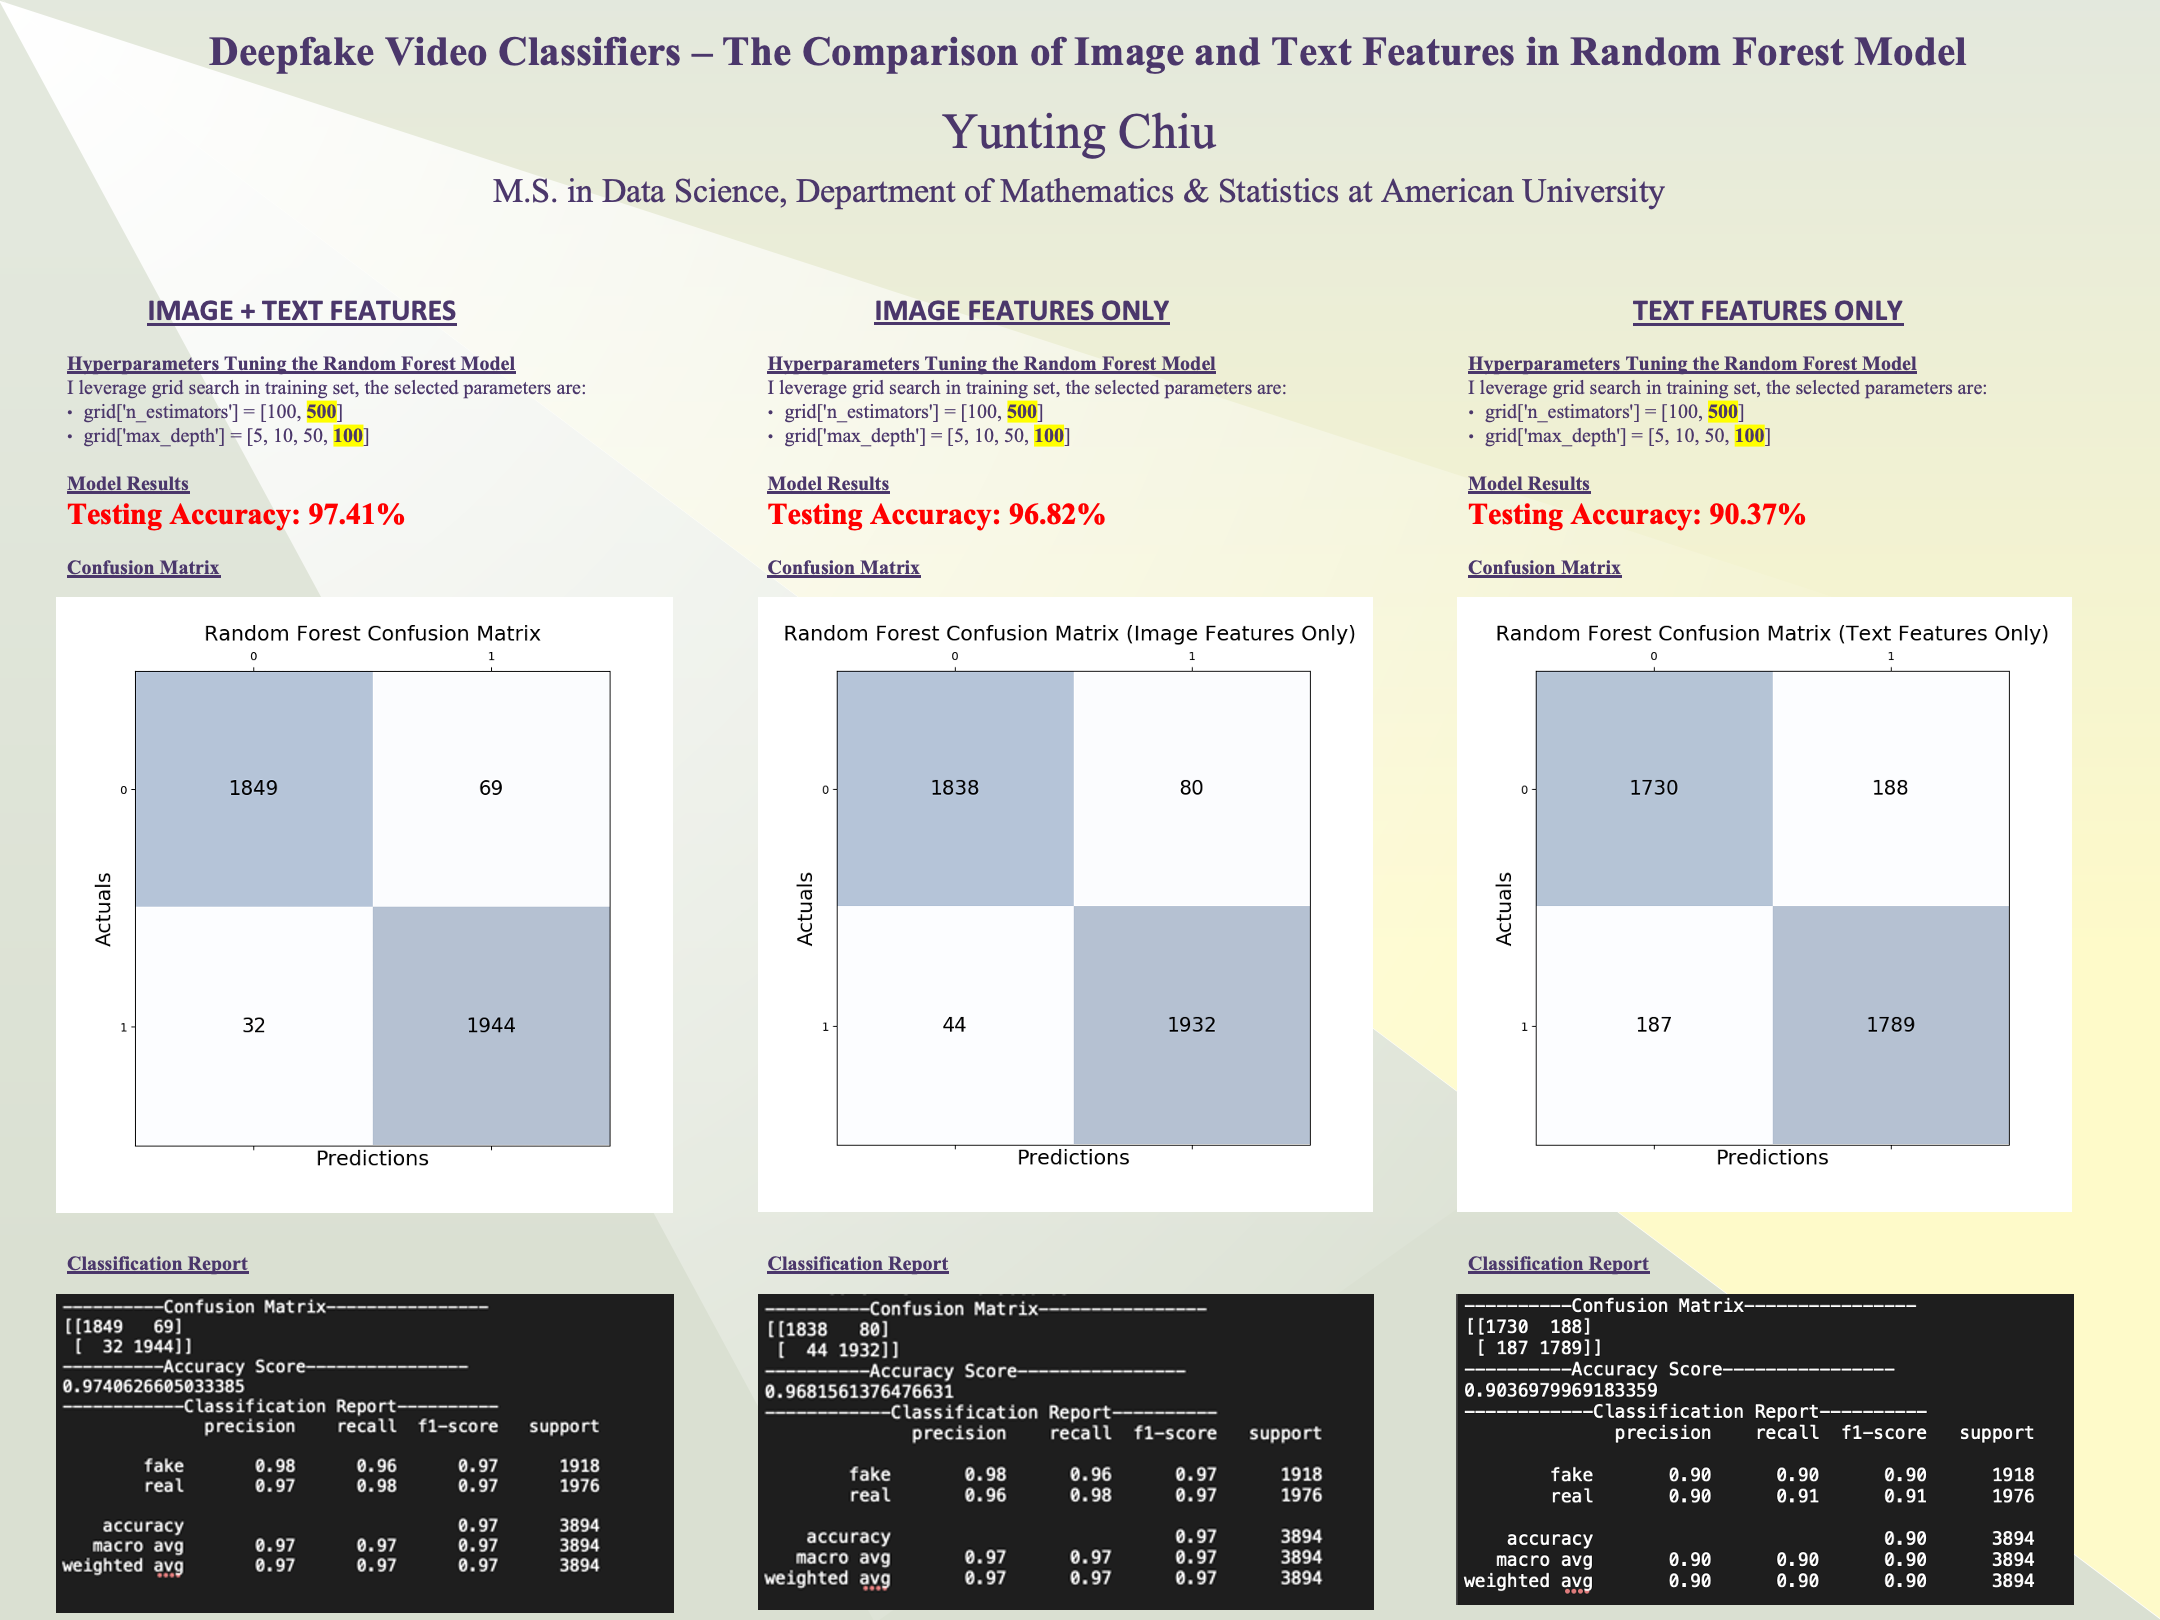 Deepfake Video Classifiers – The Comparison of Image and Text Features in Random Forest Model
Yunting Chiu
M.S. in Data Science, Department of Mathematics & Statistics at American University
IMAGE + TEXT FEATURES
Hyperparameters Tuning the Random Forest Model
I leverage grid search in training set, the selected parameters are:
• grid['n_estimators'] = [100, 500]
• grid['max_depth'] = [5, 10, 50, 100]
Model Results
Testing Accuracy: 97.41%
Confusion Matrix
Random Forest Confusion Matrix
0 1
0 1849 69
Actuals
1 32 1944
Predictions
Classification Report
----------Confusion Matrix----------------
[[1849   69]
 [  32 1944]]
----------Accuracy Score----------------
0.9740626605033385
------------Classification Report----------
precision recall f1-score support
fake 0.98 0.96 0.97 1918
real 0.97 0.98 0.97 1976
accuracy 0.97 3894
macro avg 0.97 0.97 0.97 3894
weighted avg 0.97 0.97 0.97 3894
IMAGE FEATURES ONLY
Hyperparameters Tuning the Random Forest Model
I leverage grid search in training set, the selected parameters are:
• grid['n_estimators'] = [100, 500]
• grid['max_depth'] = [5, 10, 50, 100]
Model Results
Testing Accuracy: 96.82%
Confusion Matrix
Random Forest Confusion Matrix (Image Features Only)
0 1
0 1838 80
Actuals
1 44 1932
Predictions
Classification Report
----------Confusion Matrix----------------
[[1838   80]
 [  44 1932]]
----------Accuracy Score----------------
0.9681561376476631
------------Classification Report----------
precision recall f1-score support
fake 0.98 0.96 0.97 1918
real 0.96 0.98 0.97 1976
accuracy 0.97 3894
macro avg 0.97 0.97 0.97 3894
weighted avg 0.97 0.97 0.97 3894
TEXT FEATURES ONLY
Hyperparameters Tuning the Random Forest Model
I leverage grid search in training set, the selected parameters are:
• grid['n_estimators'] = [100, 500]
• grid['max_depth'] = [5, 10, 50, 100]
Model Results
Testing Accuracy: 90.37%
Confusion Matrix
Random Forest Confusion Matrix (Text Features Only)
0 1
0 1730 188
Actuals
1 187 1789
Predictions
Classification Report
----------Confusion Matrix----------------
[[1730  188]
 [ 187 1789]]
----------Accuracy Score----------------
0.9036979969183359
------------Classification Report----------
precision recall f1-score support
fake 0.90 0.90 0.90 1918
real 0.90 0.91 0.91 1976
accuracy 0.90 3894
macro avg 0.90 0.90 0.90 3894
weighted avg 0.90 0.90 0.90 3894